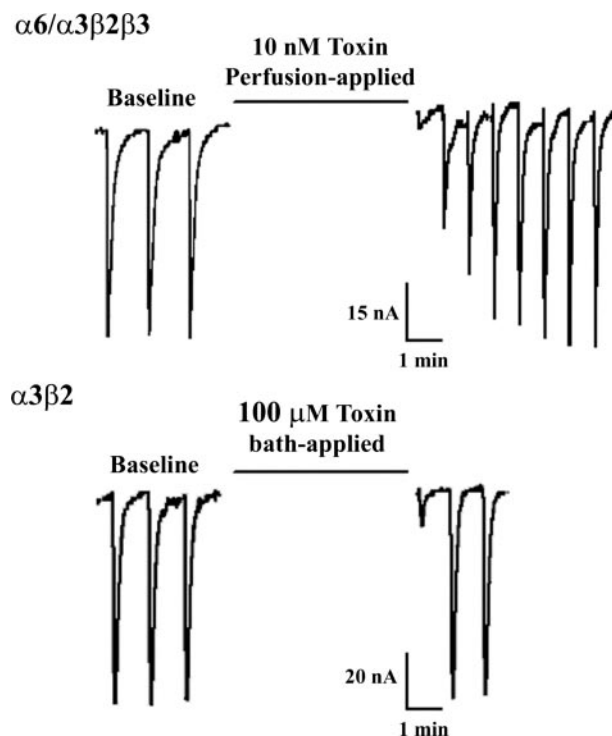 α6/α3β2β3
10 nM Toxin
Perfusion-applied
Baseline
15 nA
1 min
α3β2
100 μM Toxin
bath-applied
Baseline
20 nA
1 min